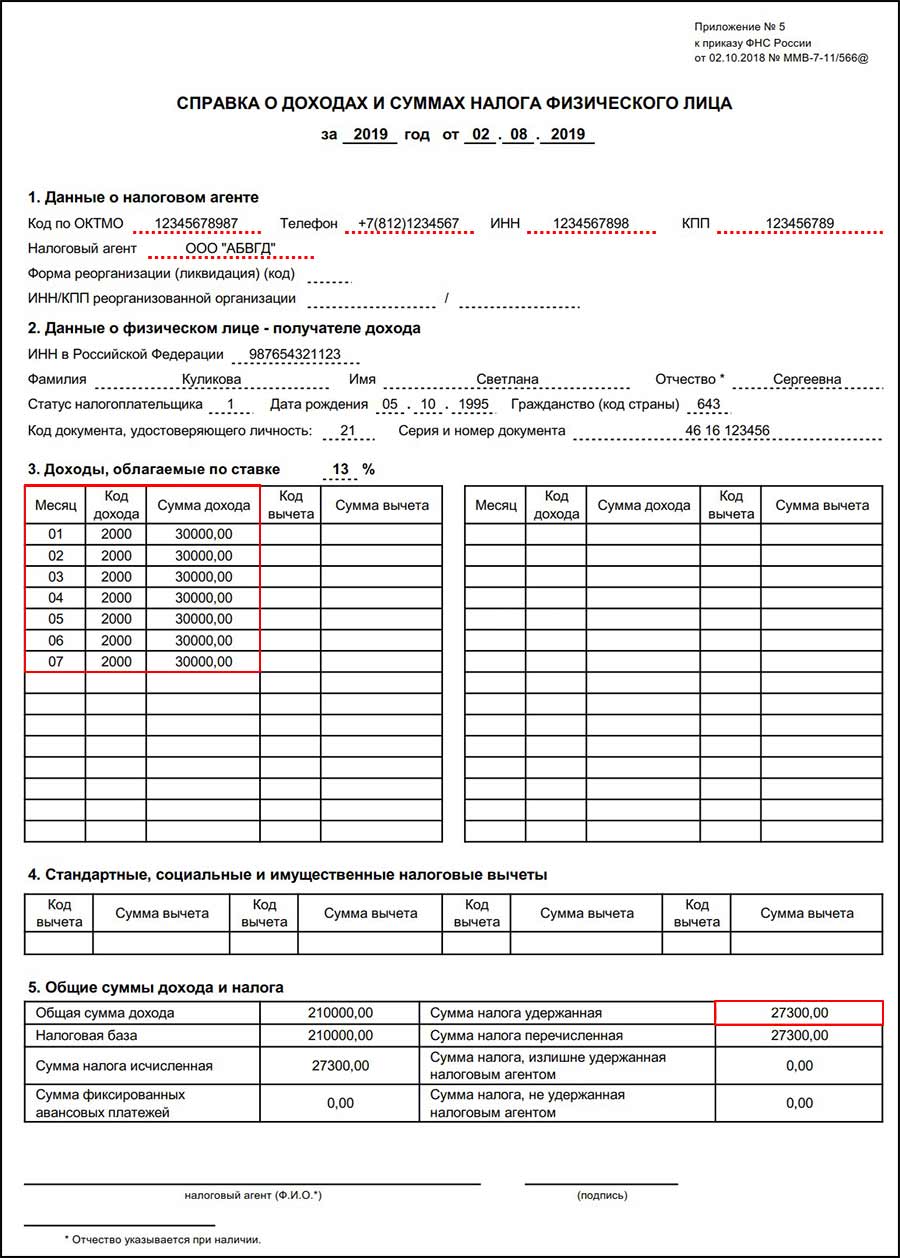 Приложение № 5
к приказу ФНС России
от 02.10.2018 № ММВ-7-11/566@
СПРАВКА О ДОХОДАХ И СУММАХ НАЛОГА ФИЗИЧЕСКОГО ЛИЦА
за 2019 год от 02 . 08 . 2019
1. Данные о налоговом агенте
Код по ОКТМО 12345678987 Телефон +7(812)1234567 ИНН 1234567898 КПП 123456789
Налоговый агент ООО "АБВГД"
Форма реорганизации (ликвидация) (код)
ИНН/КПП реорганизованной организации /
2. Данные о физическом лице - получателе дохода
ИНН в Российской Федерации 987654321123
Фамилия Куликова Имя Светлана Отчество * Сергеевна
Статус налогоплательщика 1 Дата рождения 05 . 10 . 1995 Гражданство (код страны) 643
Код документа, удостоверяющего личность: 21 Серия и номер документа 46 16 123456
3. Доходы, облагаемые по ставке 13 %
Месяц Код дохода Сумма дохода Код вычета Сумма вычета Месяц Код дохода Сумма дохода Код вычета Сумма вычета
01 2000 30000,00
02 2000 30000,00
03 2000 30000,00
04 2000 30000,00
05 2000 30000,00
06 2000 30000,00
07 2000 30000,00
4. Стандартные, социальные и имущественные налоговые вычеты
Код вычета Сумма вычета Код вычета Сумма вычета Код вычета Сумма вычета Код вычета Сумма вычета
5. Общие суммы дохода и налога
Общая сумма дохода 210000,00 Сумма налога удержанная 27300,00
Налоговая база 210000,00 Сумма налога перечисленная 27300,00
Сумма налога исчисленная 27300,00 Сумма налога, излишне удержанная налоговым агентом 0,00
Сумма фиксированных авансовых платежей 0,00 Сумма налога, не удержанная налоговым агентом 0,00
налоговый агент (Ф.И.О.*) (подпись)
* Отчество указывается при наличии.